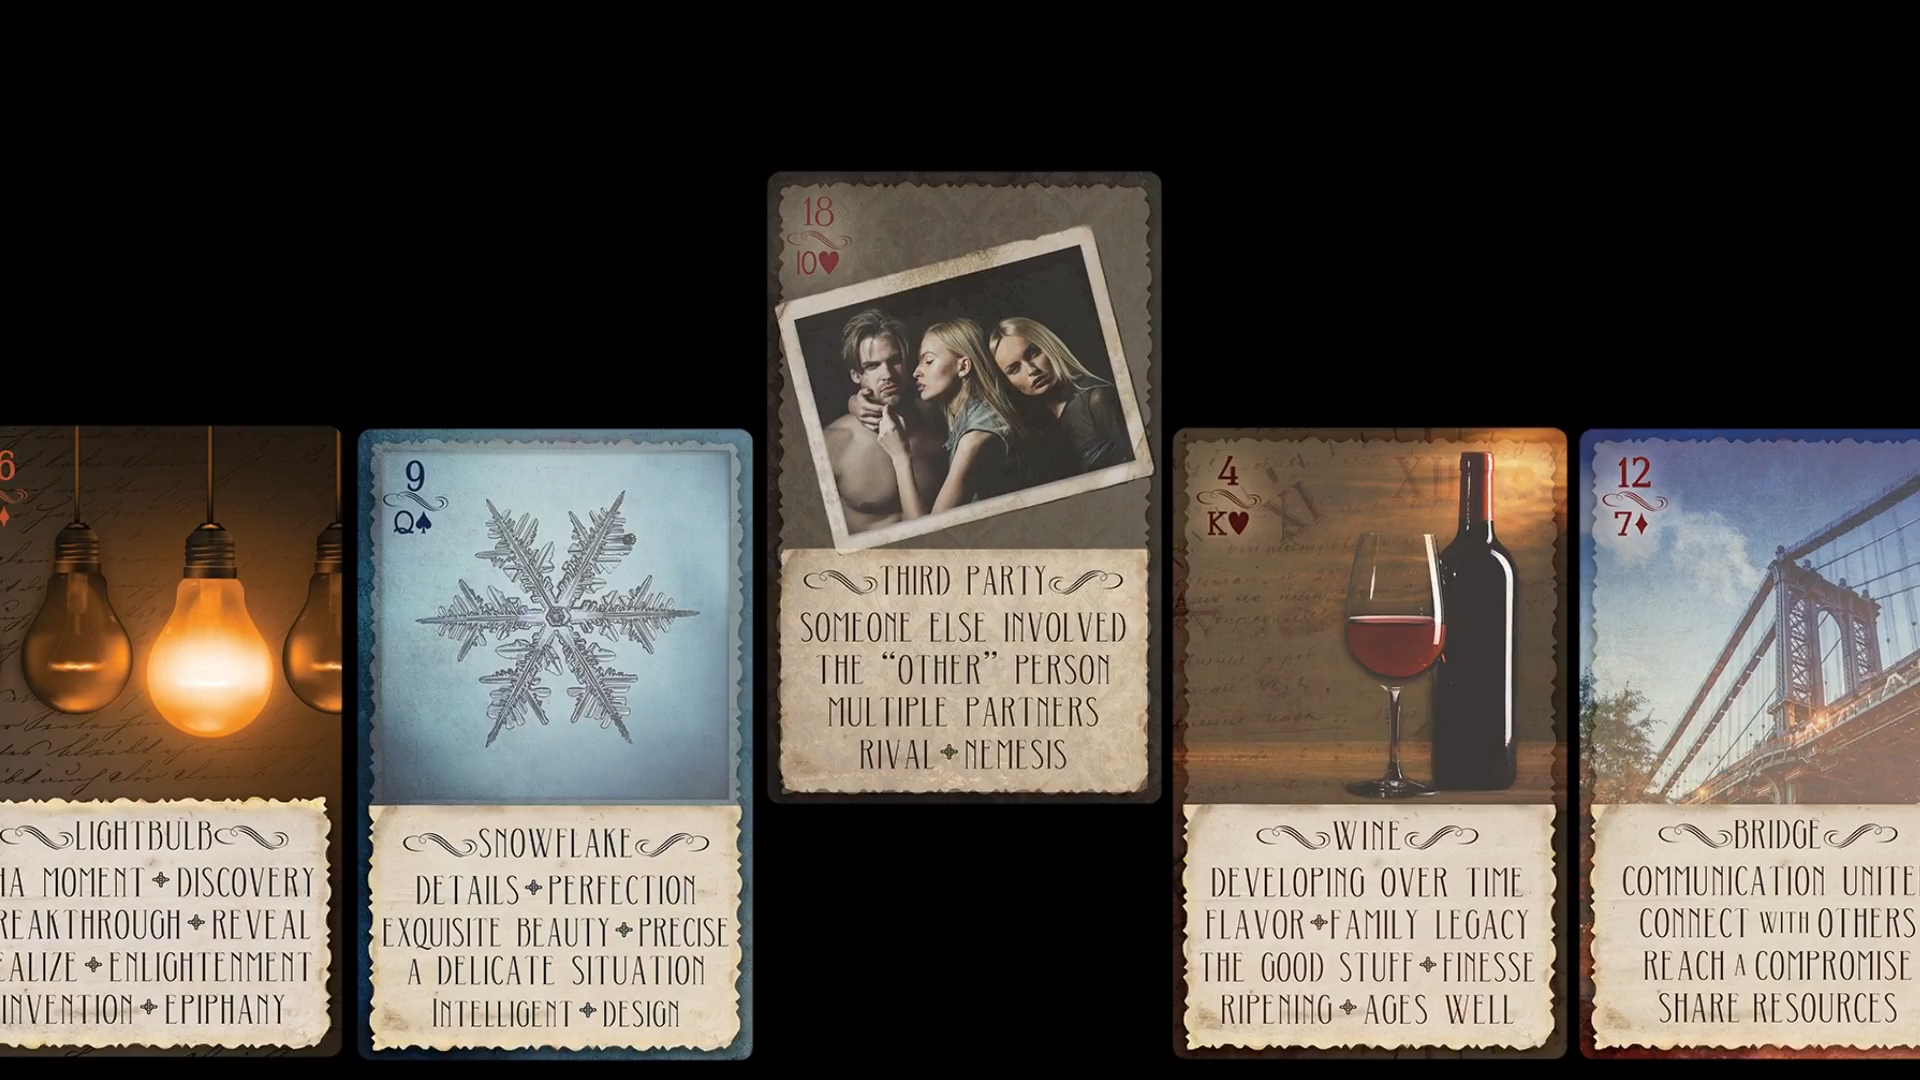 6
LIGHTBULB
HA MOMENT DISCOVERY
REAKTHROUGH REVEAL
EALIZE ENLIGHTENMENT
INVENTION EPIPHANY
9
Q♠
SNOWFLAKE
DETAILS PERFECTION
EXQUISITE BEAUTY PRECISE
A DELICATE SITUATION
INTELLIGENT DESIGN
18
10♥
THIRD PARTY
SOMEONE ELSE INVOLVED
THE “OTHER” PERSON
MULTIPLE PARTNERS
RIVAL NEMESIS
4
K♥
XI
XII
WINE
DEVELOPING OVER TIME
FLAVOR FAMILY LEGACY
THE GOOD STUFF FINESSE
RIPENING AGES WELL
12
7♦
BRIDGE
COMMUNICATION UNITE
CONNECT WITH OTHERS
REACH A COMPROMISE
SHARE RESOURCES